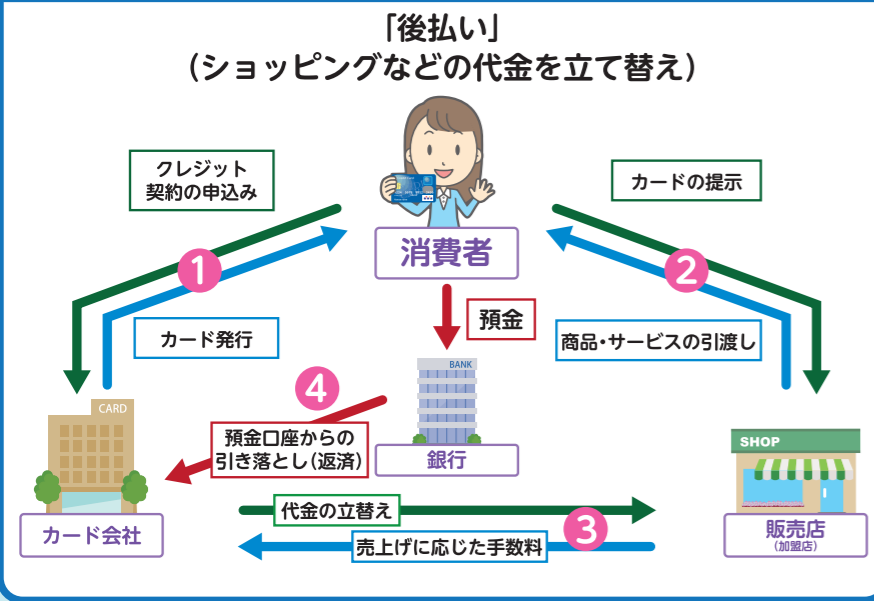 「後払い」
（ショッピングなどの代金を立て替え）
クレジット
契約の申込み
カードの提示
1
2
消費者
カード発行
預金
商品・サービスの引渡し
BANK
4
CARD
預金口座からの
引き落とし（返済）
銀行
SHOP
代金の立替え
カード会社
3
販売店
（加盟店）
売上げに応じた手数料